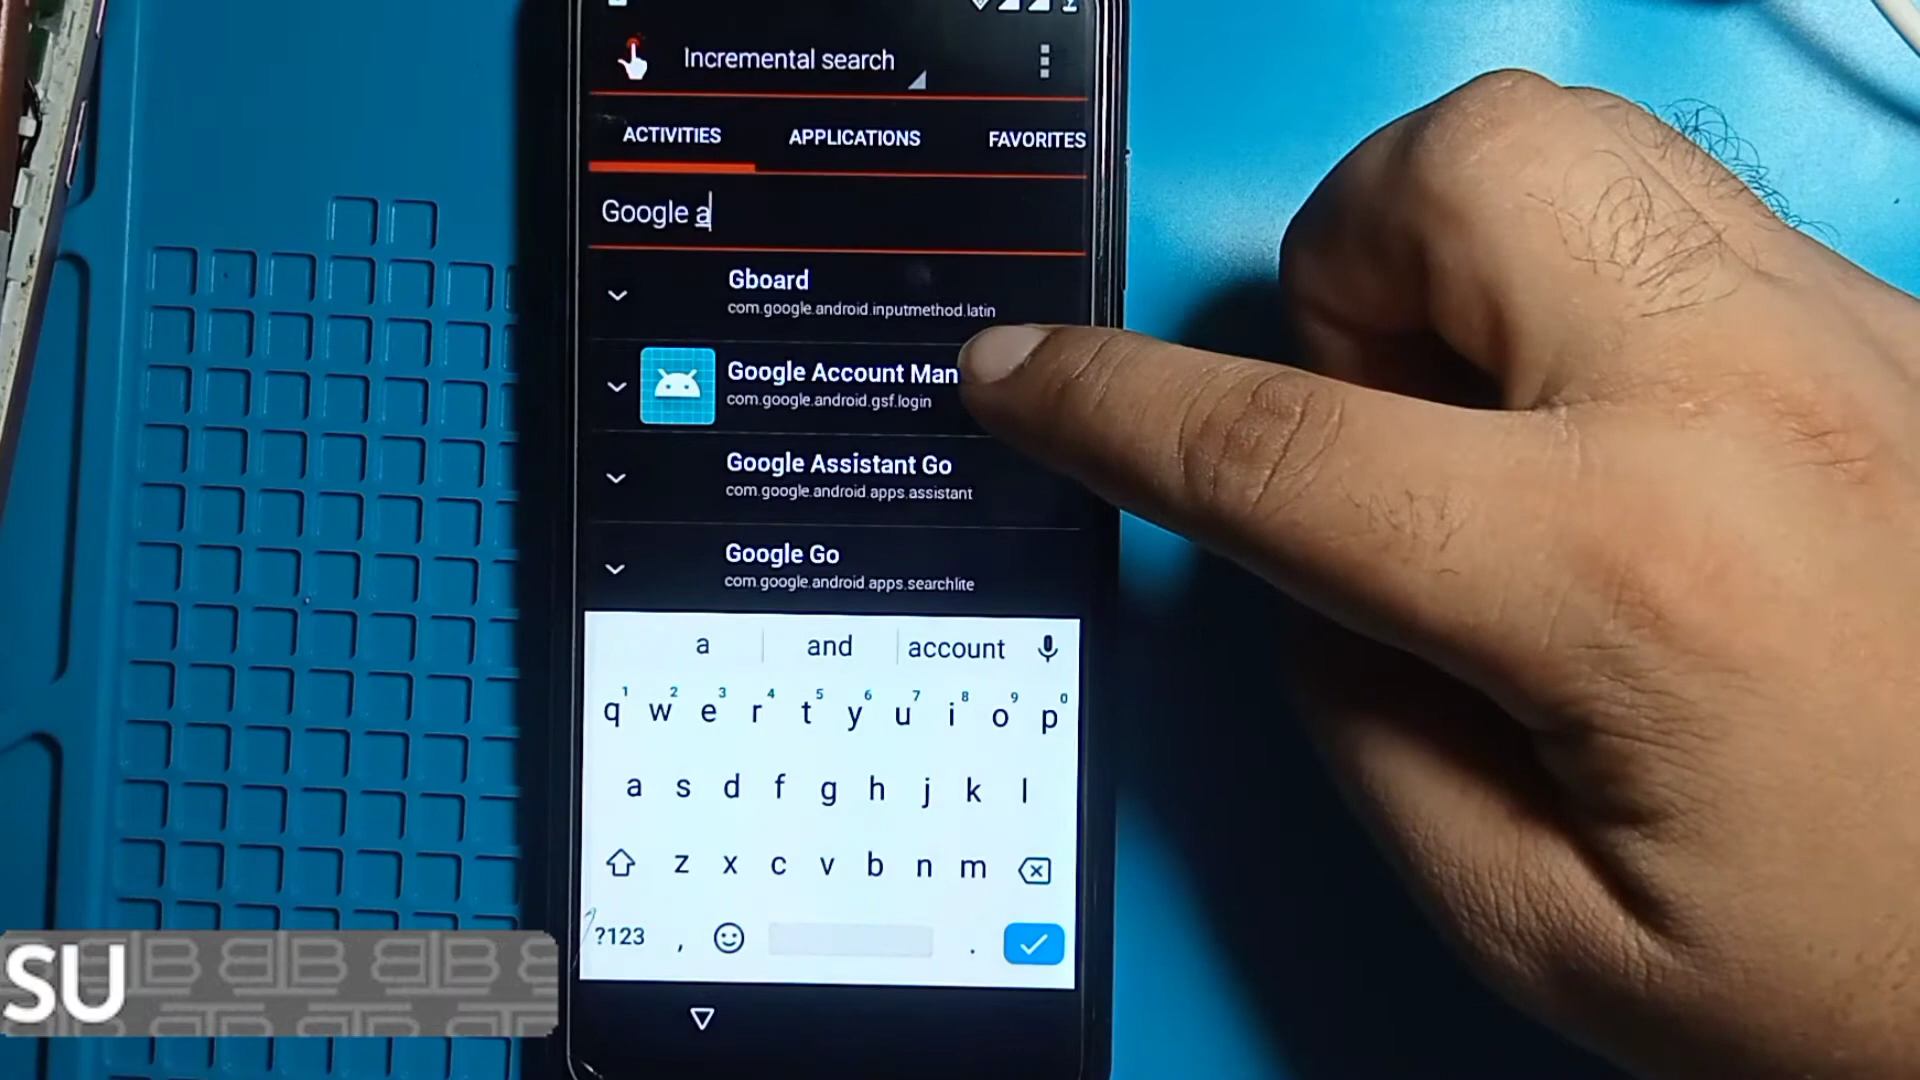 Incremental search
ACTIVITIES
APPLICATIONS
FAVORITES
Google a
Gboard
com.google.android.inputmethod.latin
Google Account Man
com.google.android.gsf.login
Google Assistant Go
com.google.android.apps.assistant
Google Go
com.google.android.apps.searchlite
a and account
1 2 3 4 5 6 7 8 9 0
q w e r t y u i o p
a s d f g h j k l
z x c v b n m
?123 , .
SU